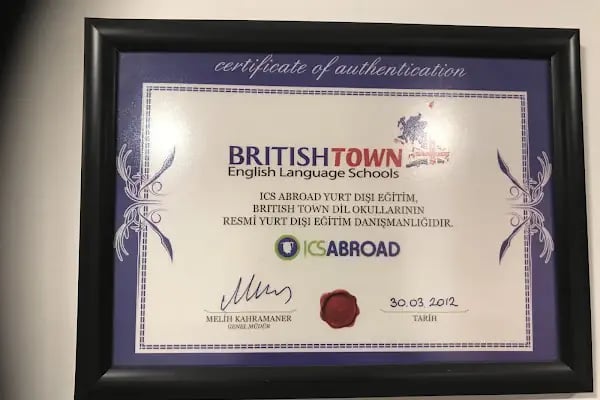 certificate of authentication
BRITISHTOWN
English Language Schools
ICS ABROAD YURT DIŞI EĞİTİM,
BRITISH TOWN DİL OKULLARININ
RESMİ YURT DIŞI EĞİTİM DANIŞMANLIĞIDIR.
ICSABROAD
30.03.2012
MELİH KAHRAMANER
GENEL MÜDÜR
TARİH